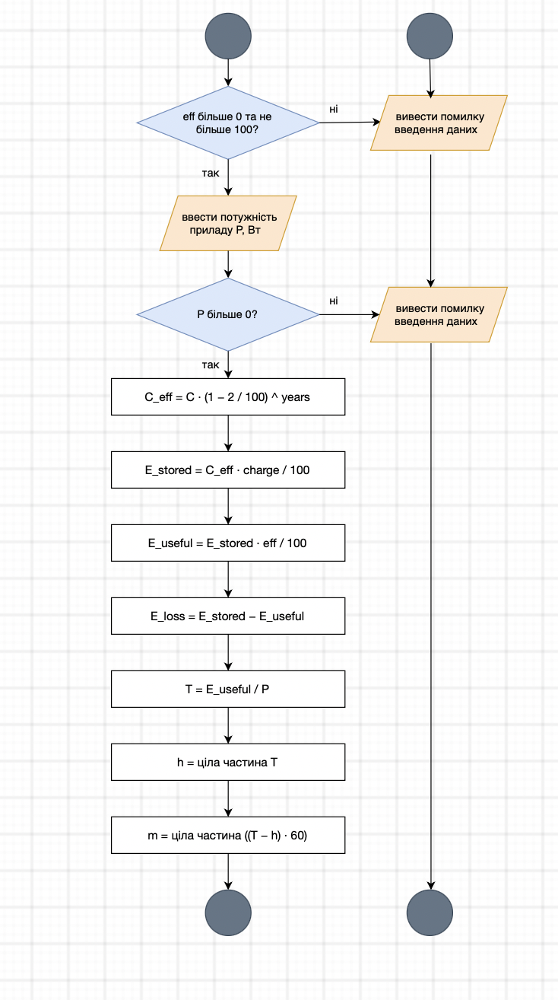 eff більше 0 та не
більше 100?
ні
вивести помилку
введення даних
так
ввести потужність
приладу P, Вт
P більше 0?
ні
вивести помилку
введення даних
так
C_eff = C · (1 − 2 / 100) ^ years
E_stored = C_eff · charge / 100
E_useful = E_stored · eff / 100
E_loss = E_stored − E_useful
T = E_useful / P
h = ціла частина T
m = ціла частина ((T − h) · 60)